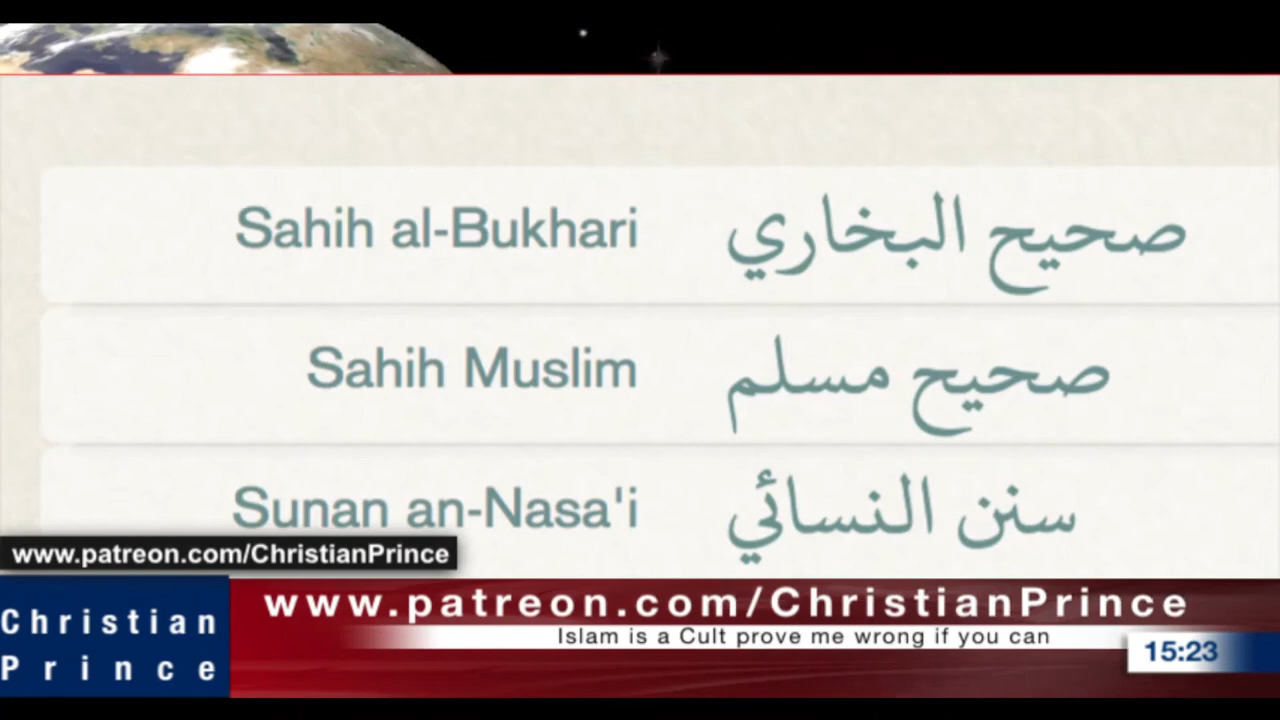 Sahih al-Bukhari صحيح البخاري
Sahih Muslim صحيح مسلم
Sunan an-Nasa'i سنن النسائي
www.patreon.com/ChristianPrince
www.patreon.com/ChristianPrince
Islam is a Cult prove me wrong if you can
Christian
Prince
15:23